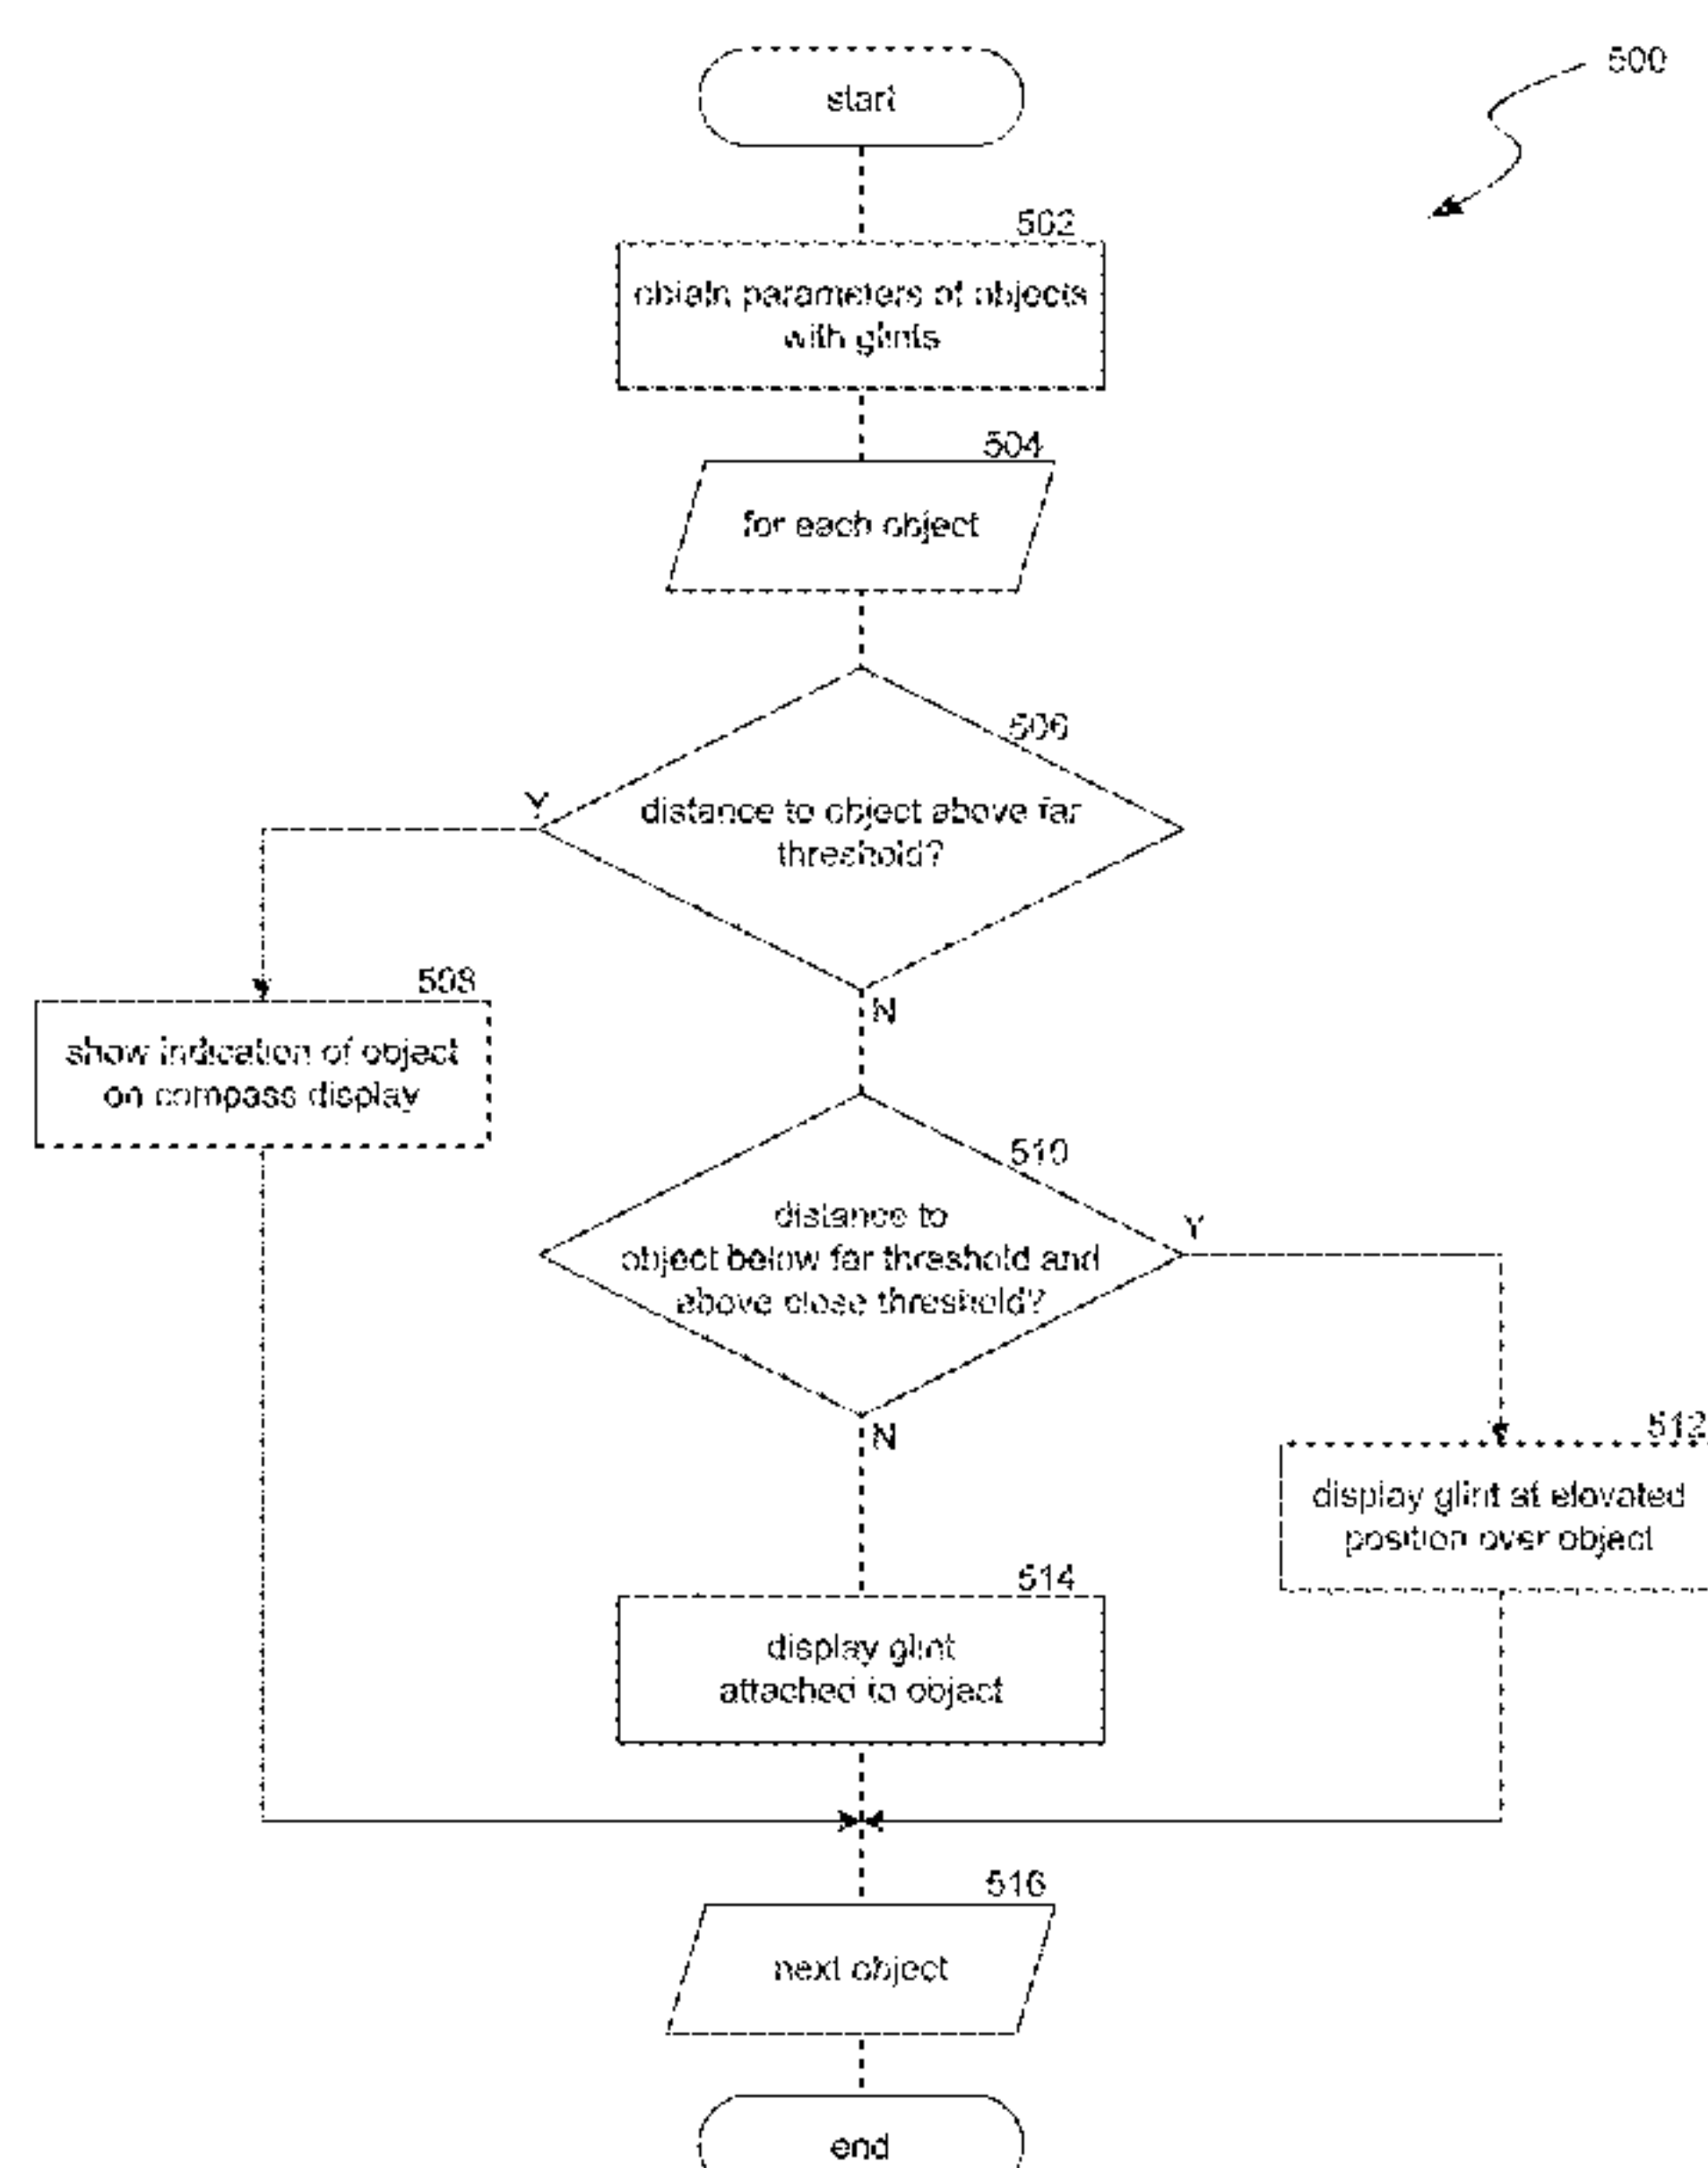 start
500
502
obtain parameters of objects
with glints
504
for each object
506
distance to object above far
threshold?
Y
N
508
show indication of object
on compass display
510
distance to
object below far threshold and
above close threshold?
Y
N
512
display glint at elevated
position over object
514
display glint
attached to object
516
next object
end